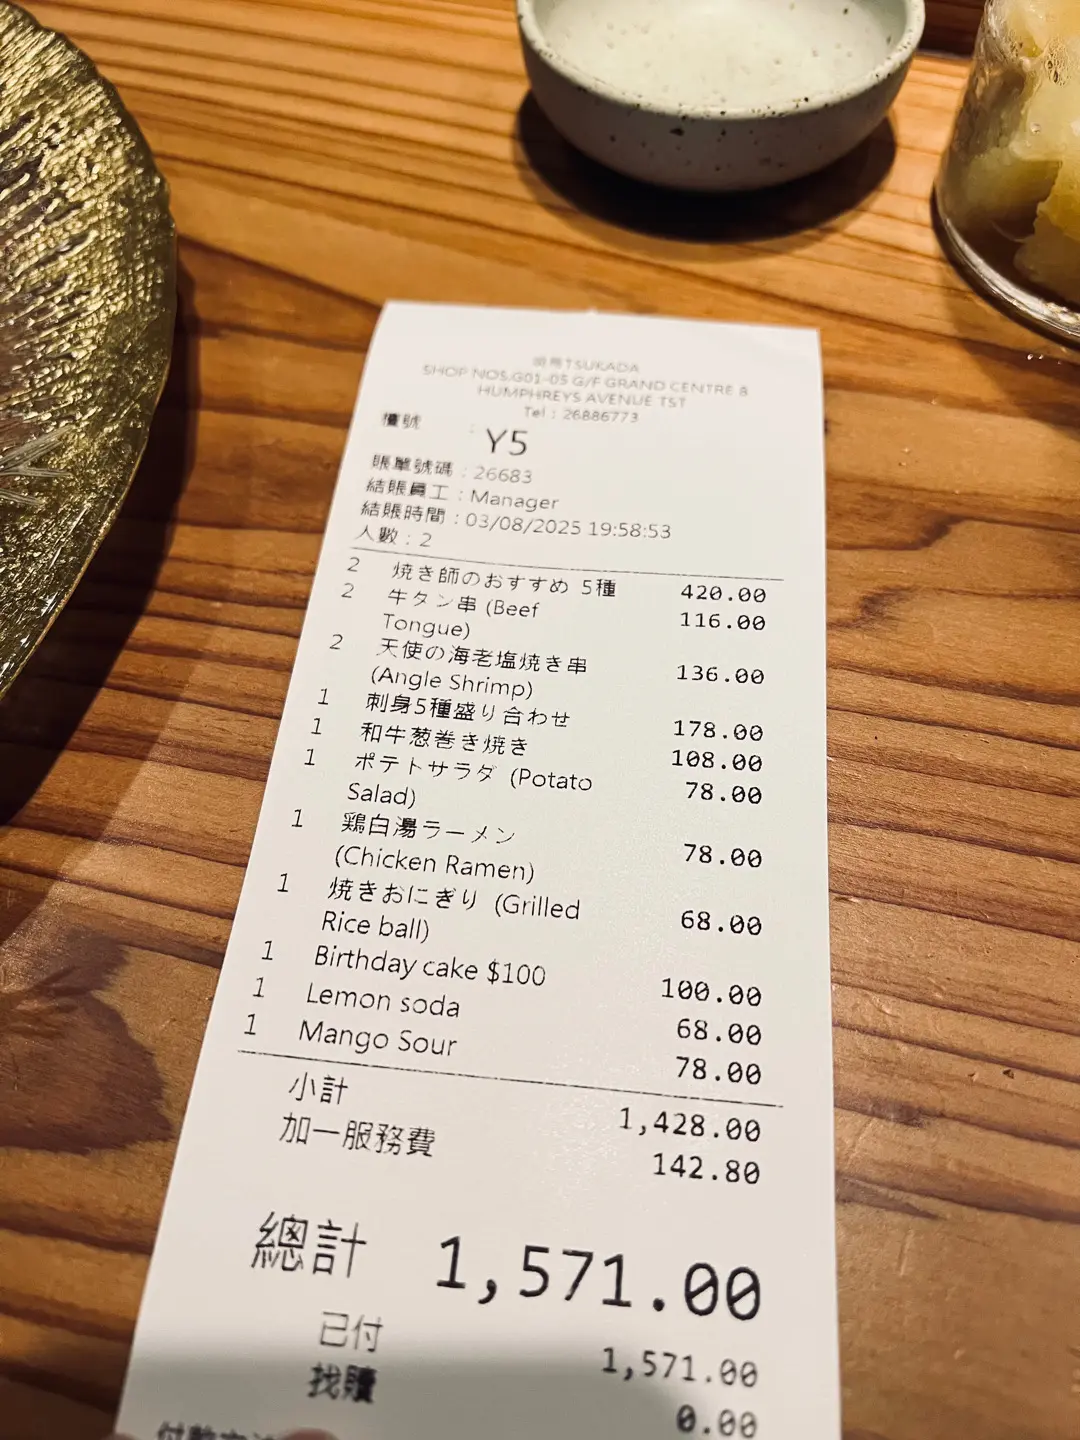 TSUKADA
SHOP NOS.G01-05 G/F GRAND CENTRE 8
HUMPHREYS AVENUE TST
Tel : 26886773
檯號 : Y5
賬單號碼 : 26683
結賬員工 : Manager
結賬時間 : 03/08/2025 19:58:53
人數 : 2
2 焼き師のおすすめ 5種 420.00
2 牛タン串 (Beef 116.00
Tongue)
2 天使の海老塩焼き串 136.00
(Angle Shrimp)
1 刺身5種盛り合わせ 178.00
1 和牛葱巻き焼き 108.00
1 ポテトサラダ (Potato 78.00
Salad)
1 鶏白湯ラーメン 78.00
(Chicken Ramen)
1 焼きおにぎり (Grilled 68.00
Rice ball)
1 Birthday cake $100 100.00
1 Lemon soda 68.00
1 Mango Sour 78.00
小計 1,428.00
加一服務費 142.80
總計 1,571.00
已付 1,571.00
找贖 0.00